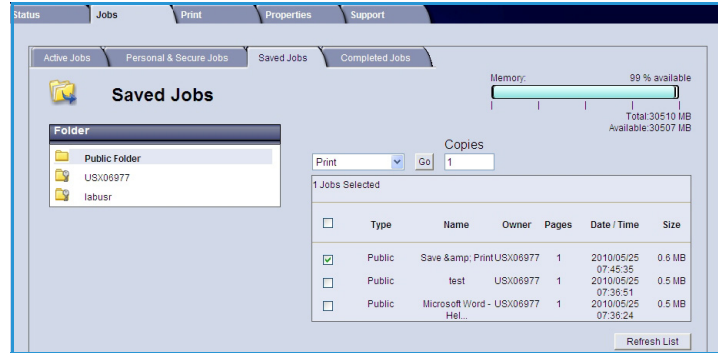 Status Jobs Print Properties Support
Active Jobs Personal & Secure Jobs Saved Jobs Completed Jobs
Memory: 99 % available
Saved Jobs
Total:30510 MB
Available:30507 MB
Folder
Public Folder
USX06977
labusr
Copies
Print Go 1
1 Jobs Selected
Type Name Owner Pages Date / Time Size
Public Save &amp; Print USX06977 1 2010/05/25 0.6 MB
07:45:35
Public test USX06977 1 2010/05/25 0.5 MB
07:36:51
Public Microsoft Word - USX06977 1 2010/05/25 0.5 MB
Hel... 07:36:24
Refresh List